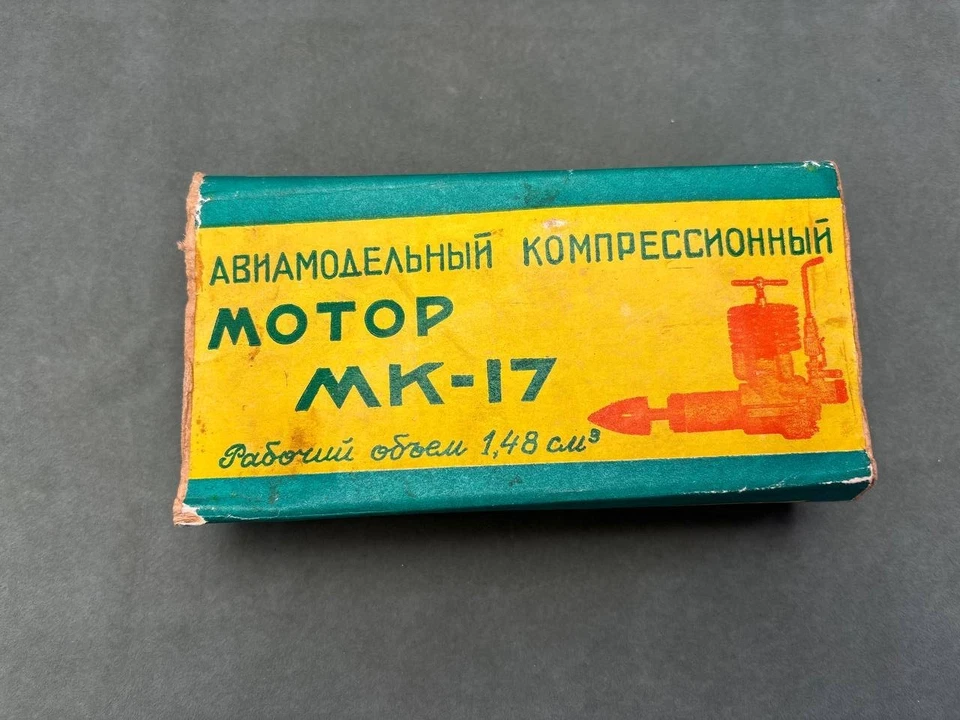 АВИАМОДЕЛЬНЫЙ КОМПРЕССИОННЫЙ
МОТОР
МК-17
Рабочий объем 1,48 см³